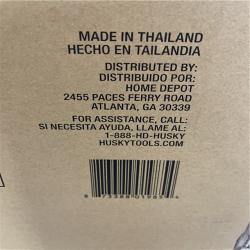 MADE IN THAILAND
HECHO EN TAILANDIA
DISTRIBUTED BY:
DISTRIBUIDO POR:
HOME DEPOT
2455 PACES FERRY ROAD
ATLANTA, GA 30339
FOR ASSISTANCE, CALL:
SI NECESITA AYUDA, LLAME AL:
1-888-HD-HUSKY
HUSKYTOOLS.COM